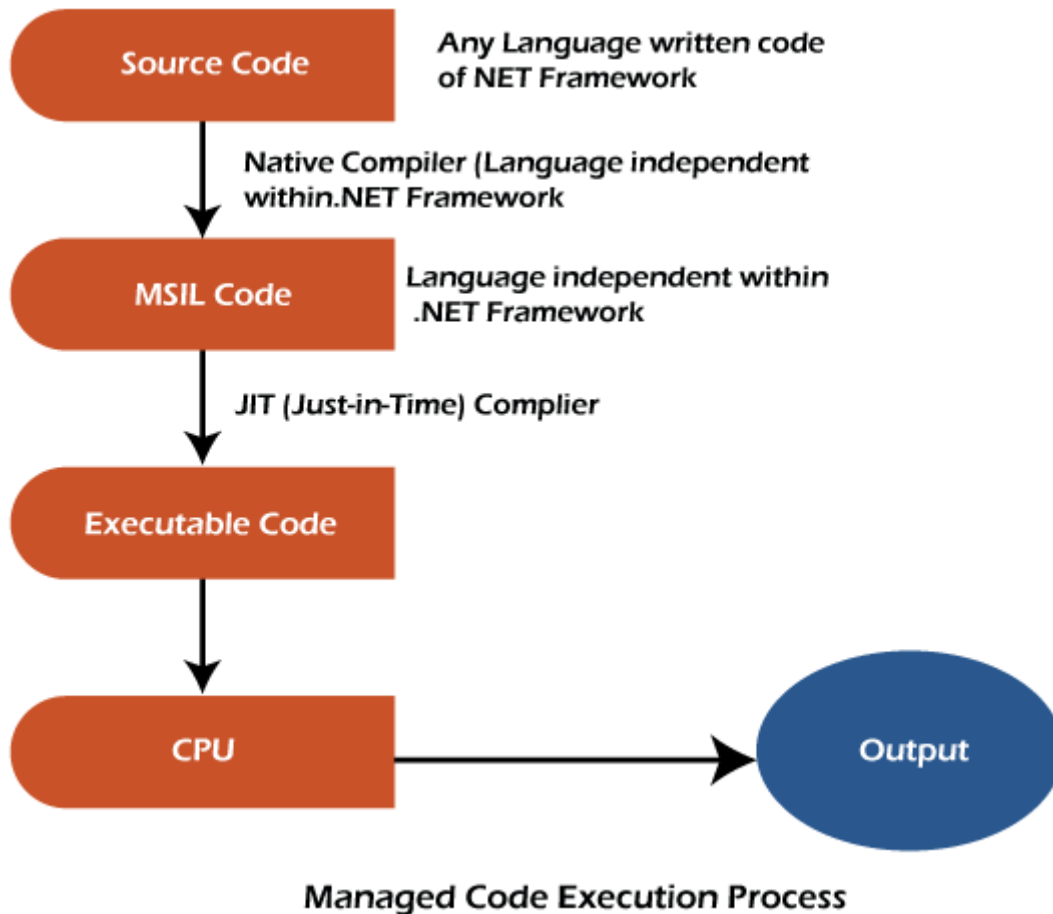 Source Code
Any Language written code
of NET Framework
Native Compiler (Language independent
within.NET Framework
MSIL Code
Language independent within
.NET Framework
JIT (Just-in-Time) Complier
Executable Code
CPU
Output
Managed Code Execution Process